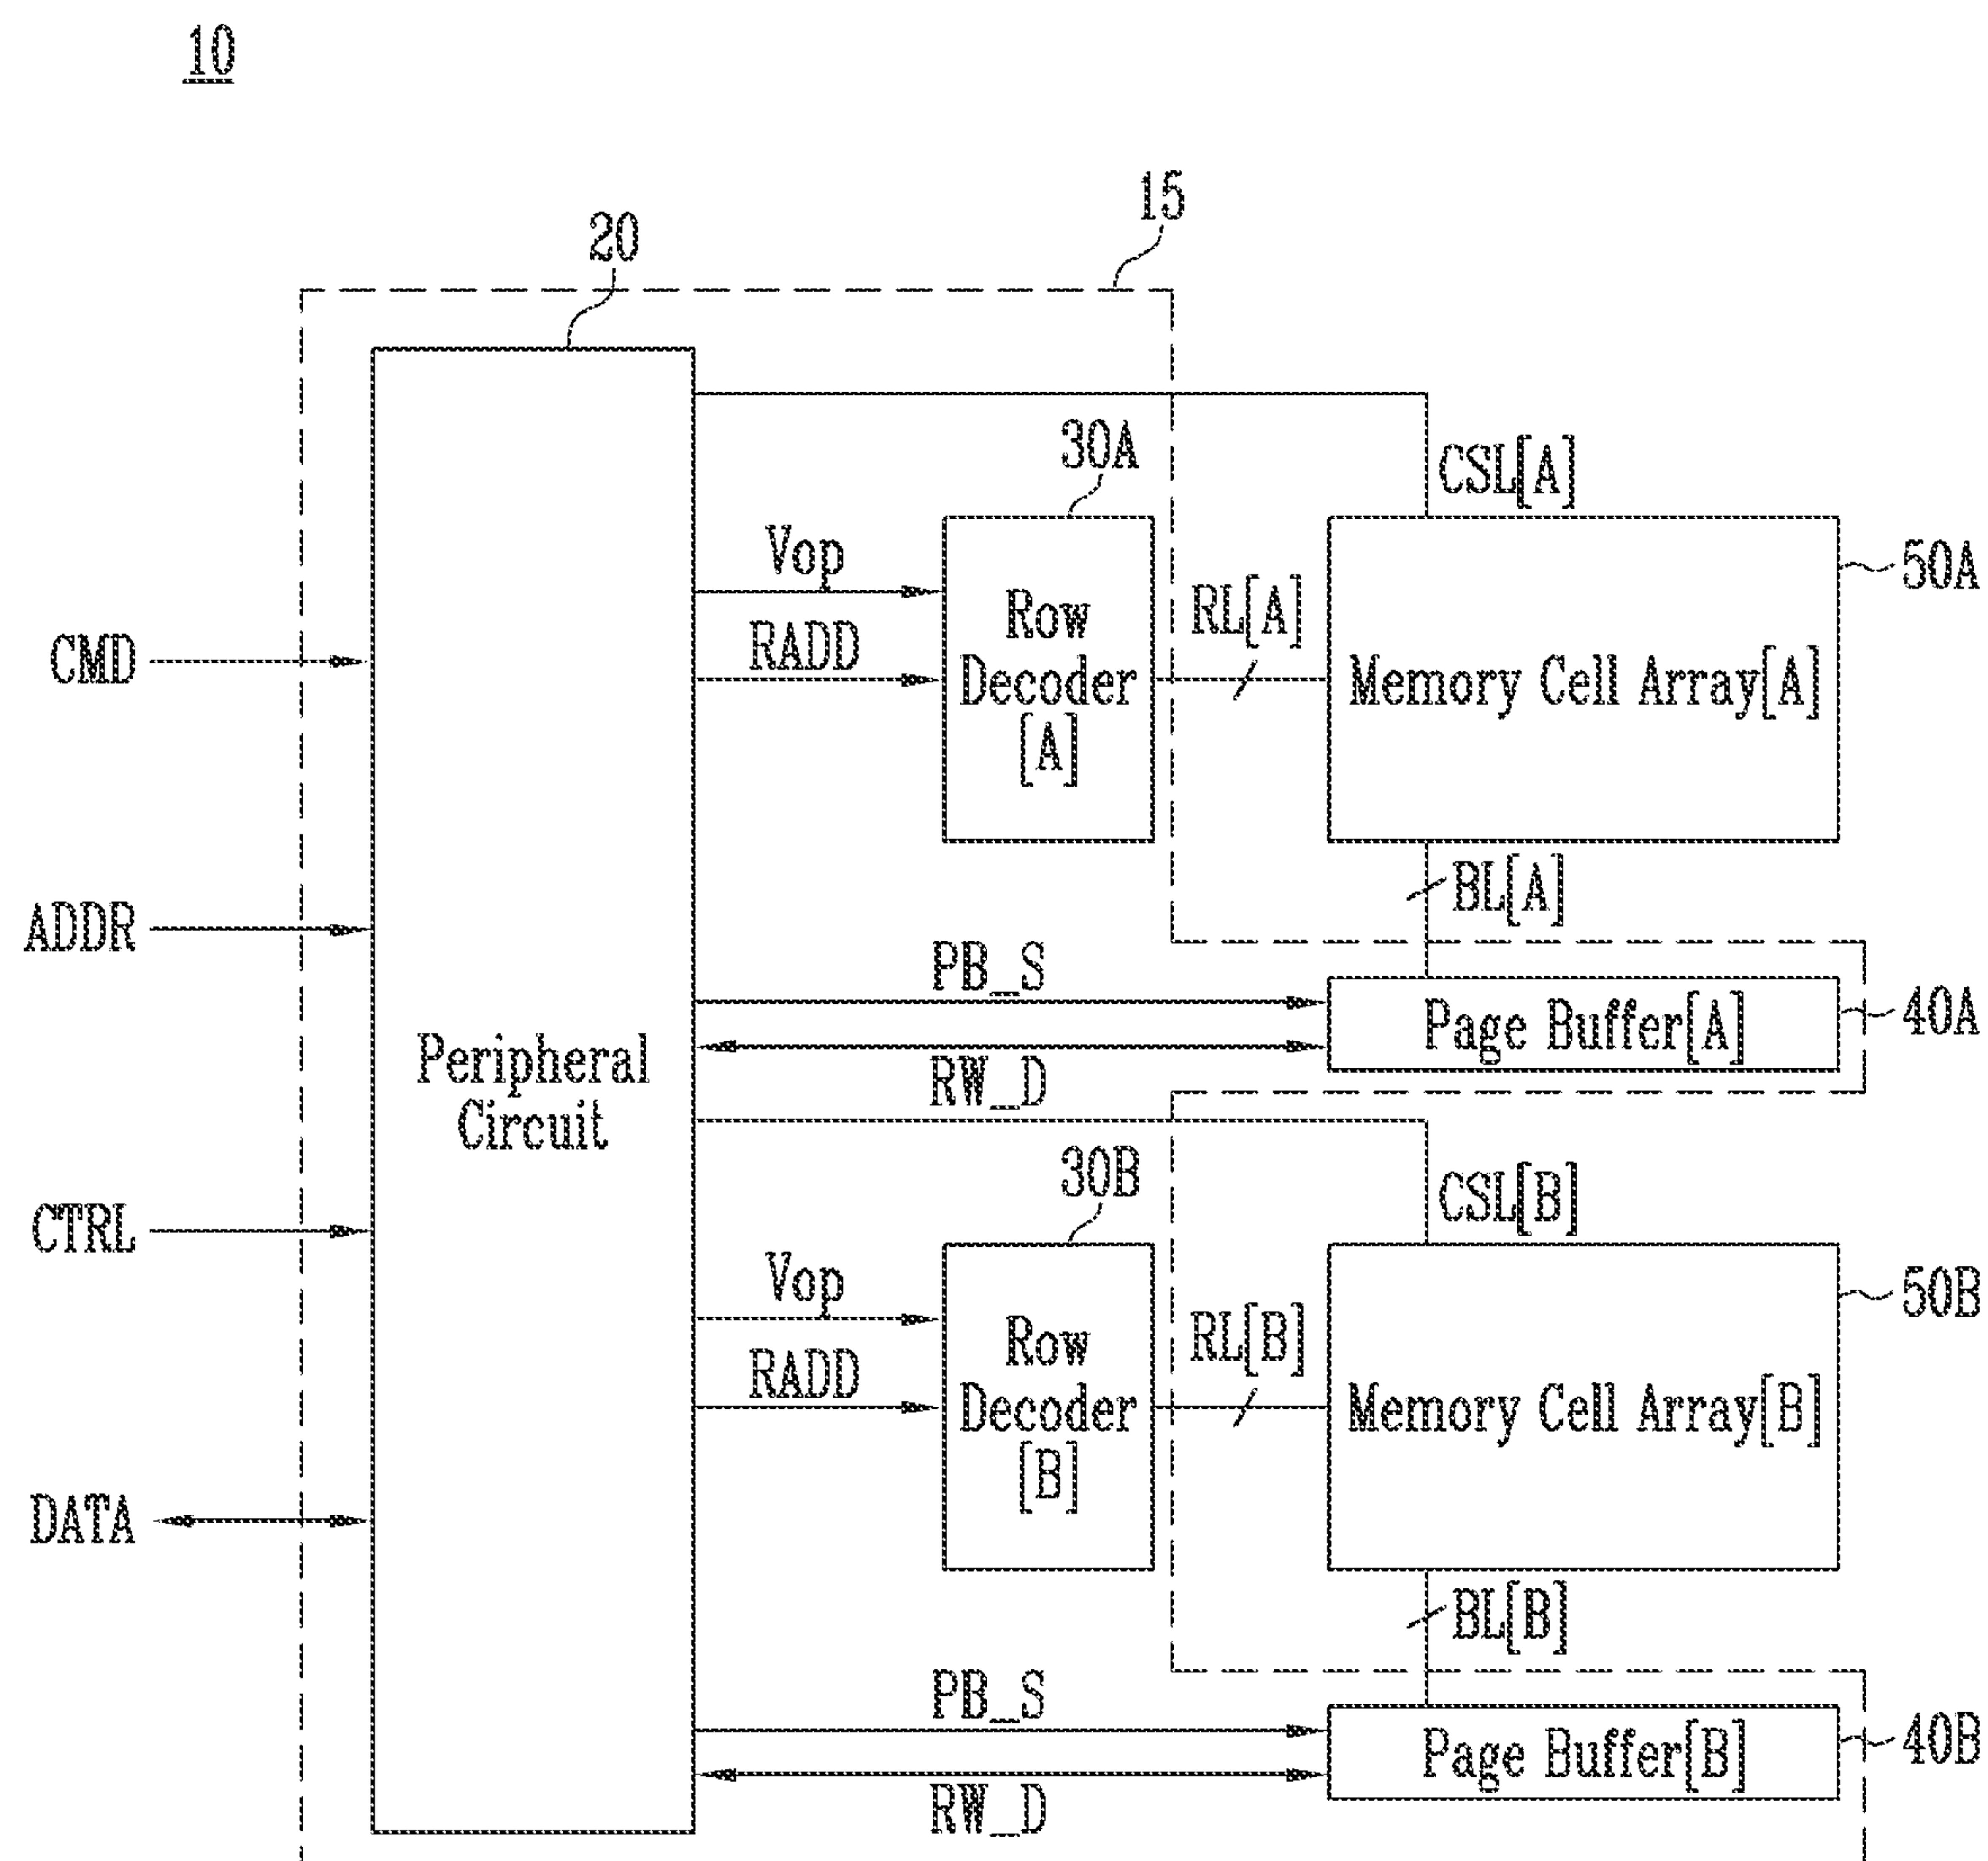 10
15
20
30A
CSL[A]
Vop
50A
Row
Decoder
[A]
RL[A]
CMD
RADD
Memory Cell Array[A]
BL[A]
ADDR
PB_S
Page Buffer[A]
40A
Peripheral
Circuit
RW_D
30B
CSL[B]
CTRL
Vop
50B
Row
Decoder
[B]
RL[B]
RADD
Memory Cell Array[B]
DATA
BL[B]
PB_S
Page Buffer[B]
40B
RW_D